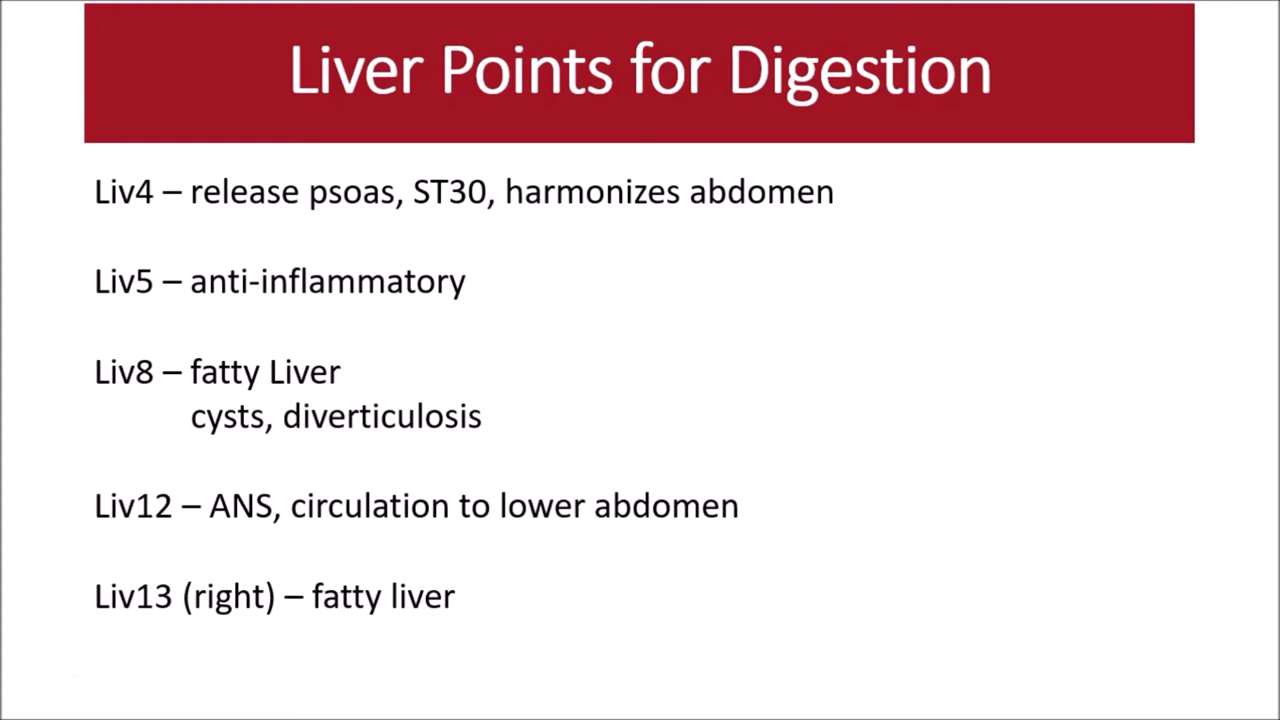 Liver Points for Digestion
Liv4 – release psoas, ST30, harmonizes abdomen
Liv5 – anti-inflammatory
Liv8 – fatty Liver
cysts, diverticulosis
Liv12 – ANS, circulation to lower abdomen
Liv13 (right) – fatty liver